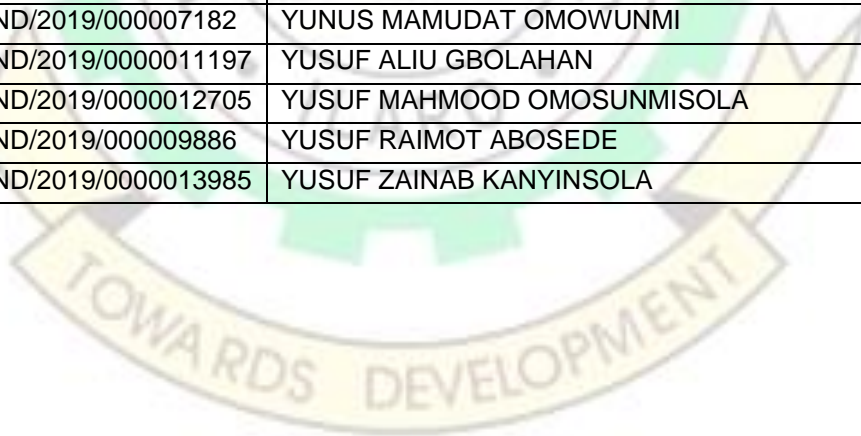 ND/2019/000007182 YUNUS MAMUDAT OMOWUNMI
ND/2019/0000011197 YUSUF ALIU GBOLAHAN
ND/2019/0000012705 YUSUF MAHMOOD OMOSUNMISOLA
ND/2019/000009886 YUSUF RAIMOT ABOSEDE
ND/2019/0000013985 YUSUF ZAINAB KANYINSOLA
ILARO
TOWARDS DEVELOPMENT